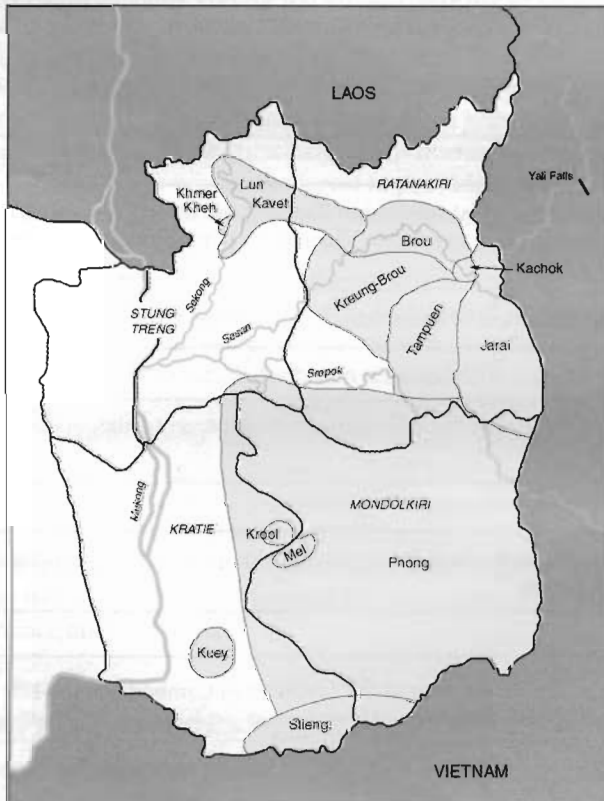 LAOS
Yali Falls
RATANAKIRI
Lun
Kavet
Khmer
Kheh
Brou
Kachok
Kreung-Brou
Sekong
STUNG
TRENG
Sesan
Tampuen
Jarai
Srepok
Mekong
KRATIE
MONDOLKIRI
Krool
Mel
Pnong
Kuey
Stieng
VIETNAM